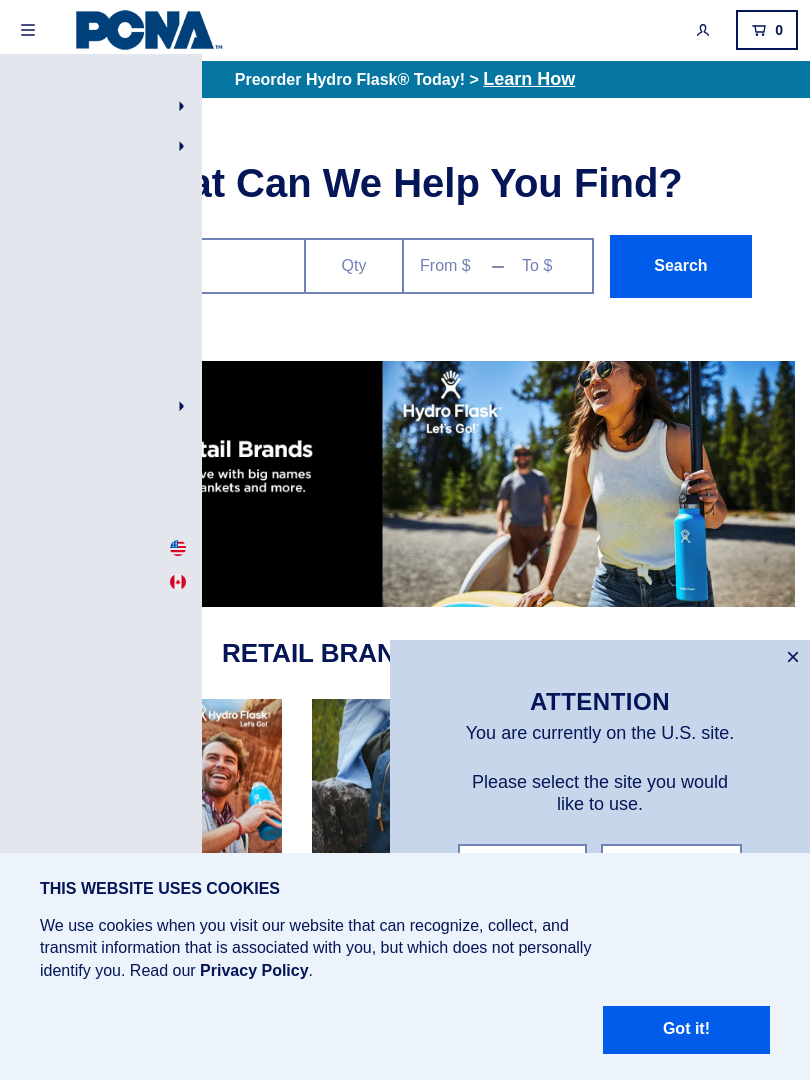 PCNA™
0
Preorder Hydro Flask® Today! > Learn How
at Can We Help You Find?
Qty
From $
–
To $
Search
tail Brands
ve with big names
ankets and more.
Hydro Flask
Let's Go!
RETAIL BRAN
Hydro Flask
Let's Go!
×
ATTENTION
You are currently on the U.S. site.
Please select the site you would
like to use.
THIS WEBSITE USES COOKIES
We use cookies when you visit our website that can recognize, collect, and
transmit information that is associated with you, but which does not personally
identify you. Read our Privacy Policy.
Got it!